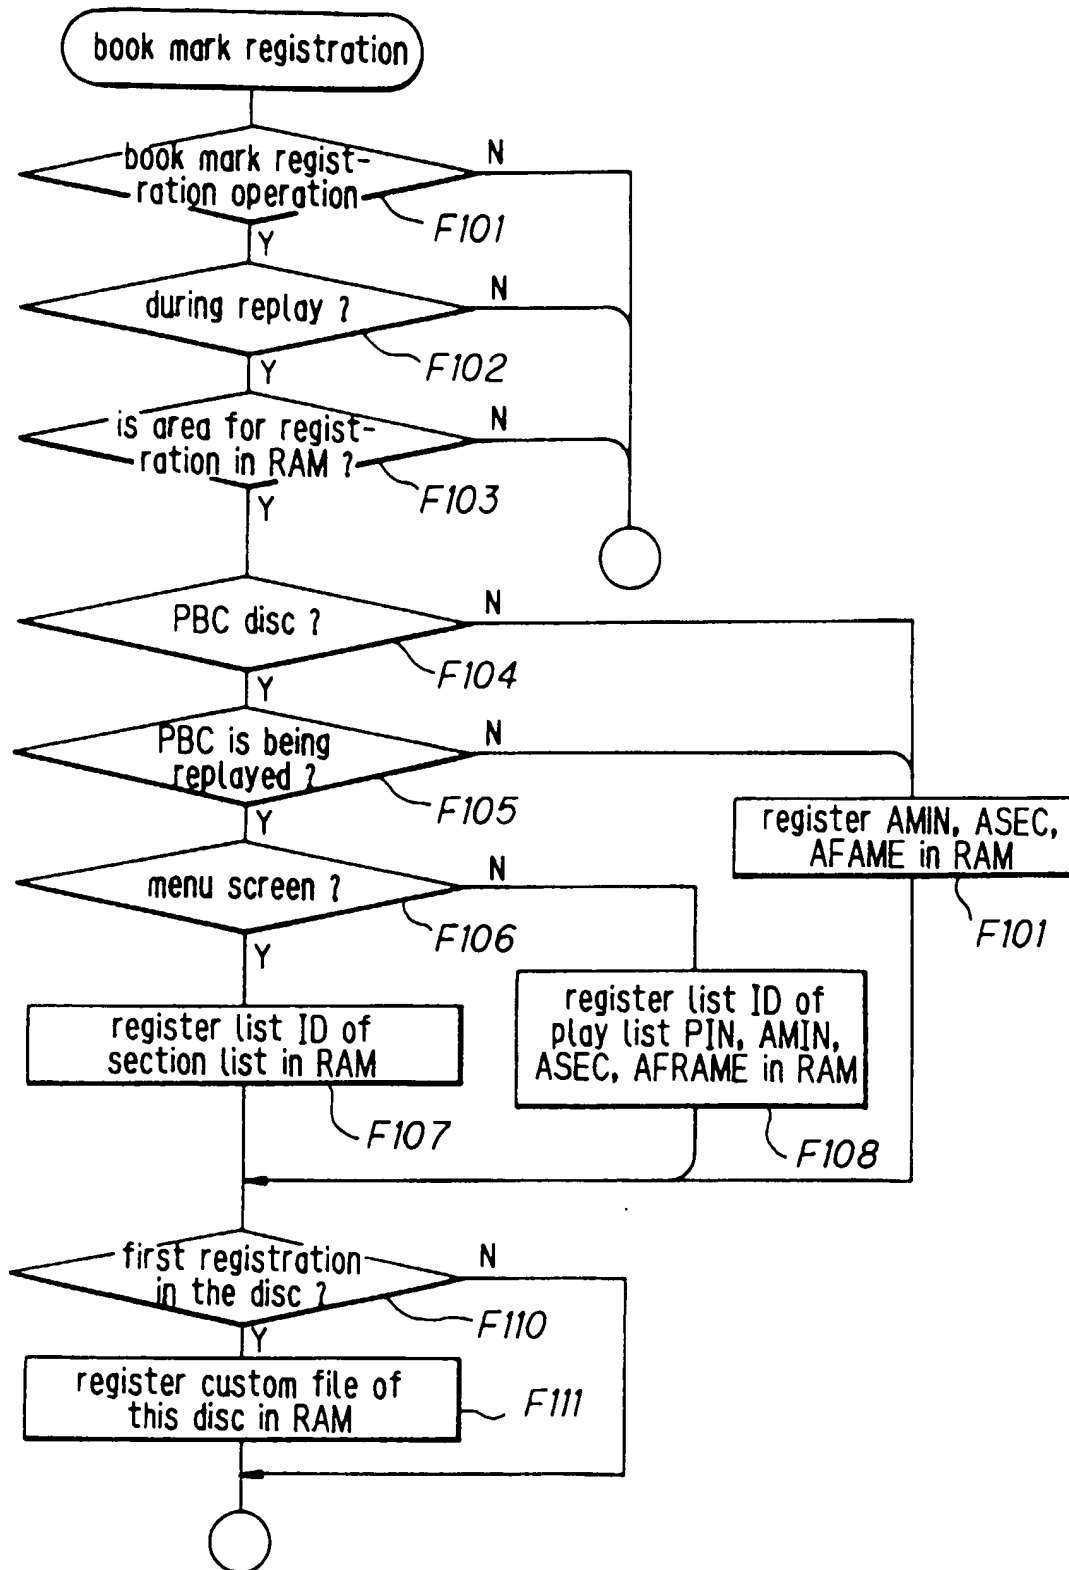 book mark registration
book mark regist-
ration operation
N
F101
Y
during replay ?
N
F102
Y
is area for regist-
ration in RAM ?
N
F103
Y
PBC disc ?
N
F104
Y
PBC is being
replayed ?
N
F105
Y
register AMIN, ASEC,
AFAME in RAM
F101
menu screen ?
N
F106
Y
register list ID of
section list in RAM
F107
register list ID of
play list PIN, AMIN,
ASEC, AFRAME in RAM
F108
first registration
in the disc ?
N
F110
Y
register custom file of
this disc in RAM
F111